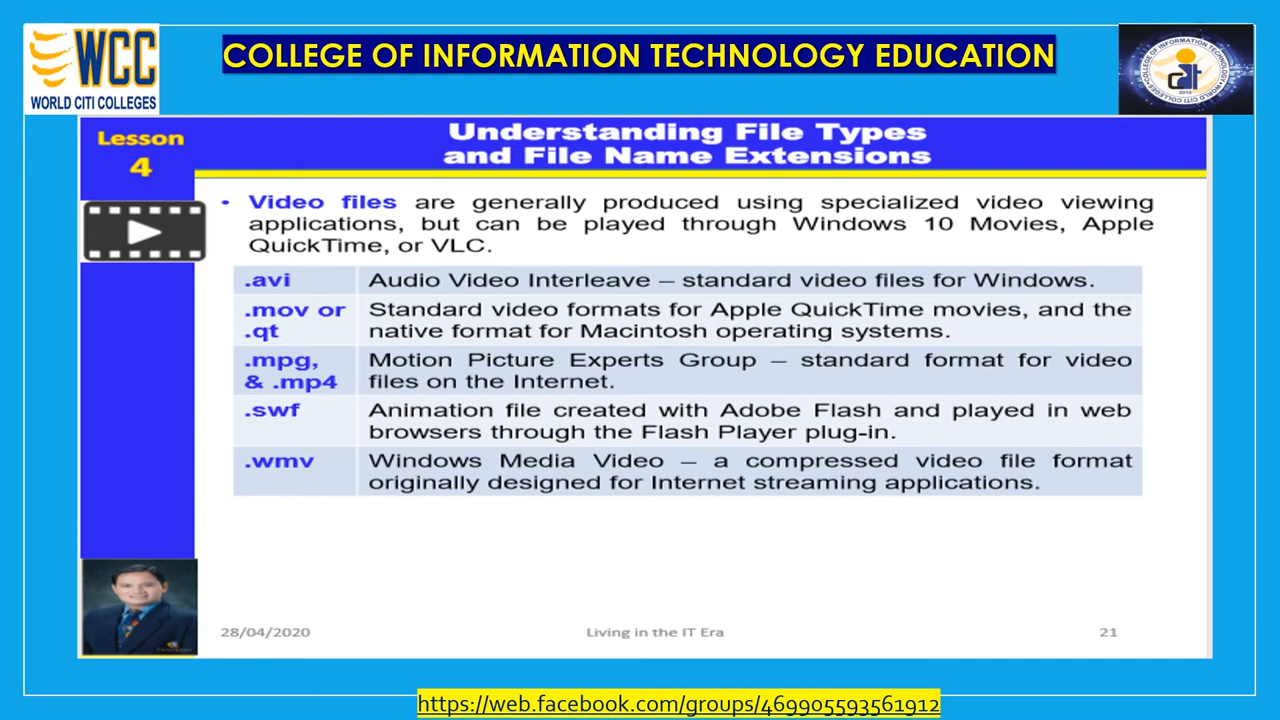 WCC
WORLD CITI COLLEGES
COLLEGE OF INFORMATION TECHNOLOGY EDUCATION
Lesson
4
Understanding File Types
and File Name Extensions
• Video files are generally produced using specialized video viewing
applications, but can be played through Windows 10 Movies, Apple
QuickTime, or VLC.
.avi Audio Video Interleave – standard video files for Windows.
.mov or Standard video formats for Apple QuickTime movies, and the
.qt native format for Macintosh operating systems.
.mpg, Motion Picture Experts Group – standard format for video
& .mp4 files on the Internet.
.swf Animation file created with Adobe Flash and played in web
browsers through the Flash Player plug-in.
.wmv Windows Media Video – a compressed video file format
originally designed for Internet streaming applications.
28/04/2020 Living in the IT Era 21
https://web.facebook.com/groups/469905593561912